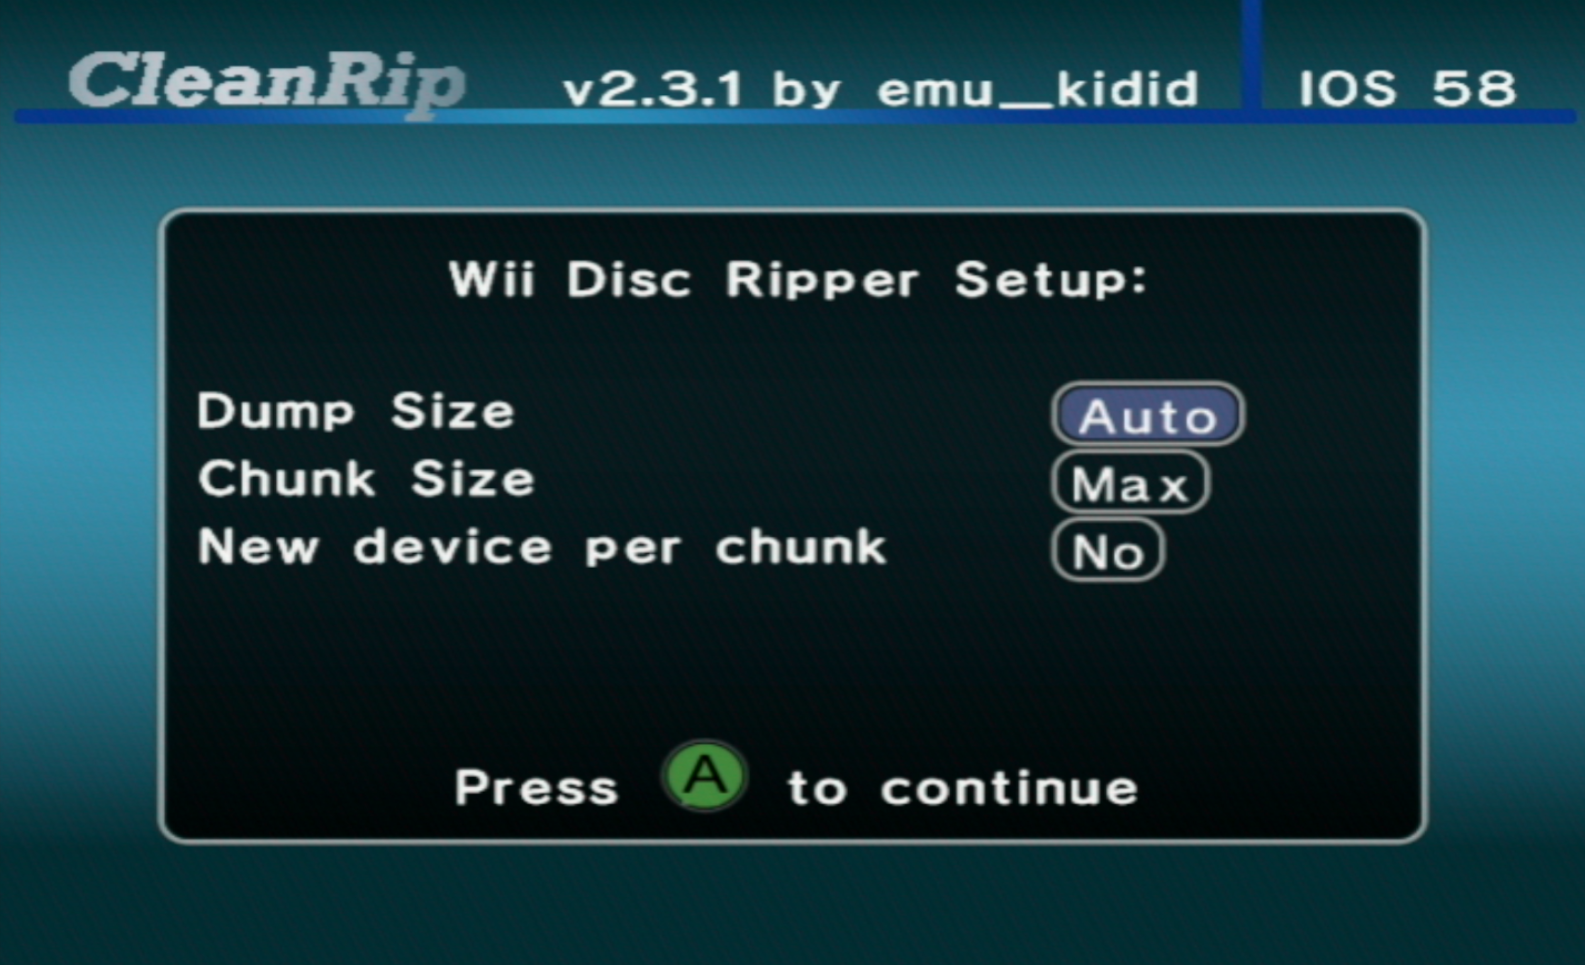 CleanRip v2.3.1 by emu_kidid IOS 58
Wii Disc Ripper Setup:
Dump Size Auto
Chunk Size Max
New device per chunk No
Press A to continue